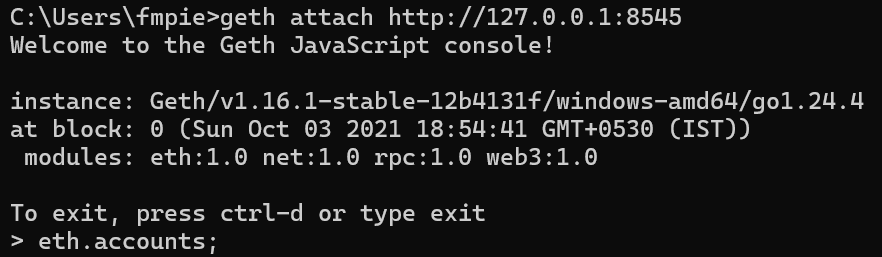 C:\Users\fmpie>geth attach http://127.0.0.1:8545
Welcome to the Geth JavaScript console!
instance: Geth/v1.16.1-stable-12b4131f/windows-amd64/go1.24.4
at block: 0 (Sun Oct 03 2021 18:54:41 GMT+0530 (IST))
 modules: eth:1.0 net:1.0 rpc:1.0 web3:1.0
To exit, press ctrl-d or type exit
> eth.accounts;